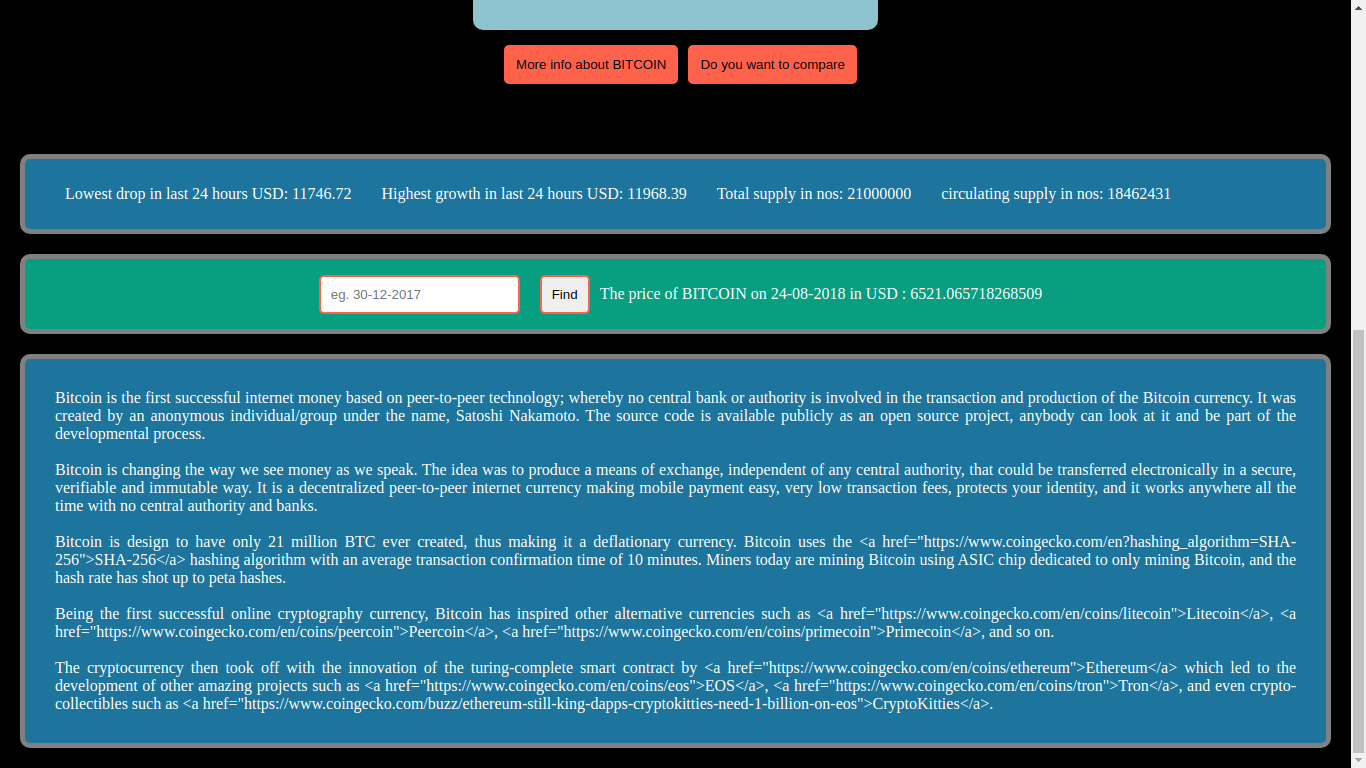 More info about BITCOIN
Do you want to compare
Lowest drop in last 24 hours USD: 11746.72
Highest growth in last 24 hours USD: 11968.39
Total supply in nos: 21000000
circulating supply in nos: 18462431
eg. 30-12-2017
Find
The price of BITCOIN on 24-08-2018 in USD : 6521.065718268509
Bitcoin is the first successful internet money based on peer-to-peer technology; whereby no central bank or authority is involved in the transaction and production of the Bitcoin currency. It was
created by an anonymous individual/group under the name, Satoshi Nakamoto. The source code is available publicly as an open source project, anybody can look at it and be part of the
developmental process.
Bitcoin is changing the way we see money as we speak. The idea was to produce a means of exchange, independent of any central authority, that could be transferred electronically in a secure,
verifiable and immutable way. It is a decentralized peer-to-peer internet currency making mobile payment easy, very low transaction fees, protects your identity, and it works anywhere all the
time with no central authority and banks.
Bitcoin is design to have only 21 million BTC ever created, thus making it a deflationary currency. Bitcoin uses the <a href="https://www.coingecko.com/en?hashing_algorithm=SHA-
256">SHA-256</a> hashing algorithm with an average transaction confirmation time of 10 minutes. Miners today are mining Bitcoin using ASIC chip dedicated to only mining Bitcoin, and the
hash rate has shot up to peta hashes.
Being the first successful online cryptography currency, Bitcoin has inspired other alternative currencies such as <a href="https://www.coingecko.com/en/coins/litecoin">Litecoin</a>, <a
href="https://www.coingecko.com/en/coins/peercoin">Peercoin</a>, <a href="https://www.coingecko.com/en/coins/primecoin">Primecoin</a>, and so on.
The cryptocurrency then took off with the innovation of the turing-complete smart contract by <a href="https://www.coingecko.com/en/coins/ethereum">Ethereum</a> which led to the
development of other amazing projects such as <a href="https://www.coingecko.com/en/coins/eos">EOS</a>, <a href="https://www.coingecko.com/en/coins/tron">Tron</a>, and even crypto-
collectibles such as <a href="https://www.coingecko.com/buzz/ethereum-still-king-dapps-cryptokitties-need-1-billion-on-eos">CryptoKitties</a>.